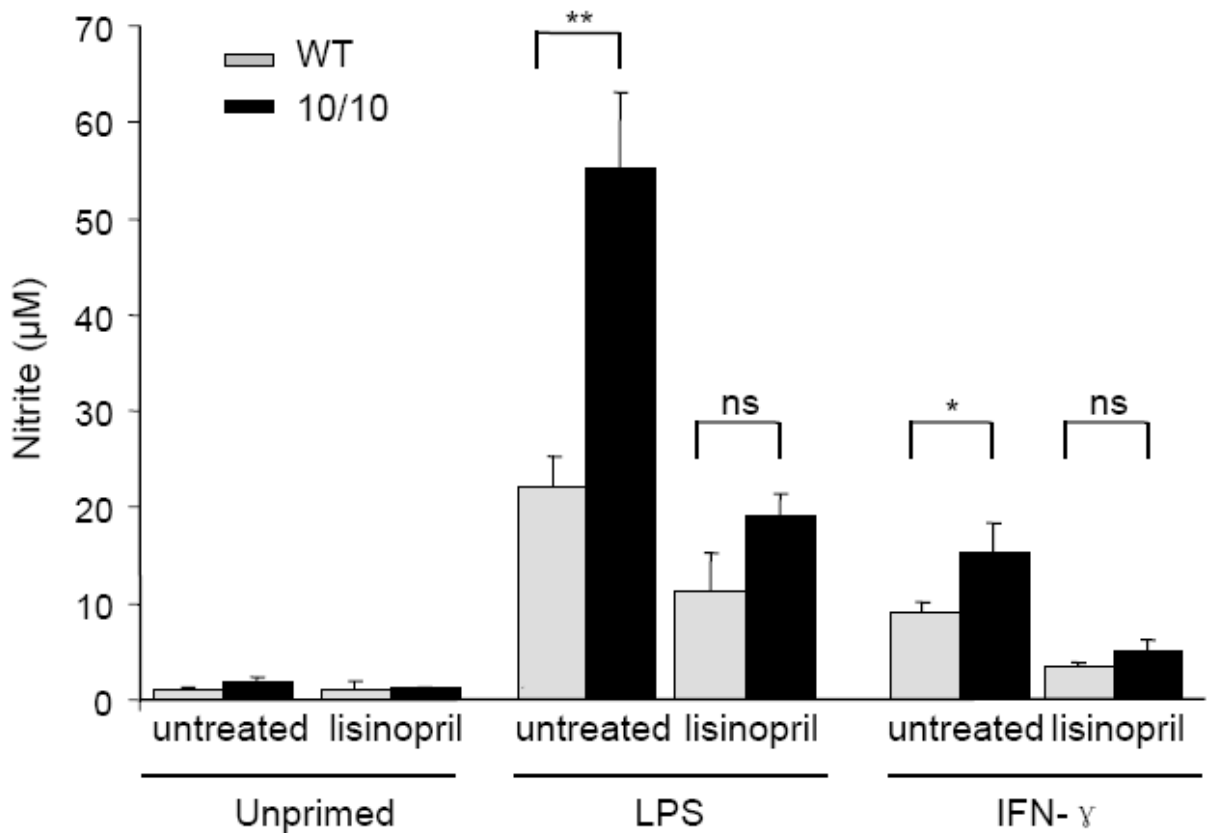 70
60
50
40
30
20
10
0
Nitrite (µM)
WT
10/10
**
ns
*
ns
untreated lisinopril untreated lisinopril untreated lisinopril
Unprimed LPS IFN- γ